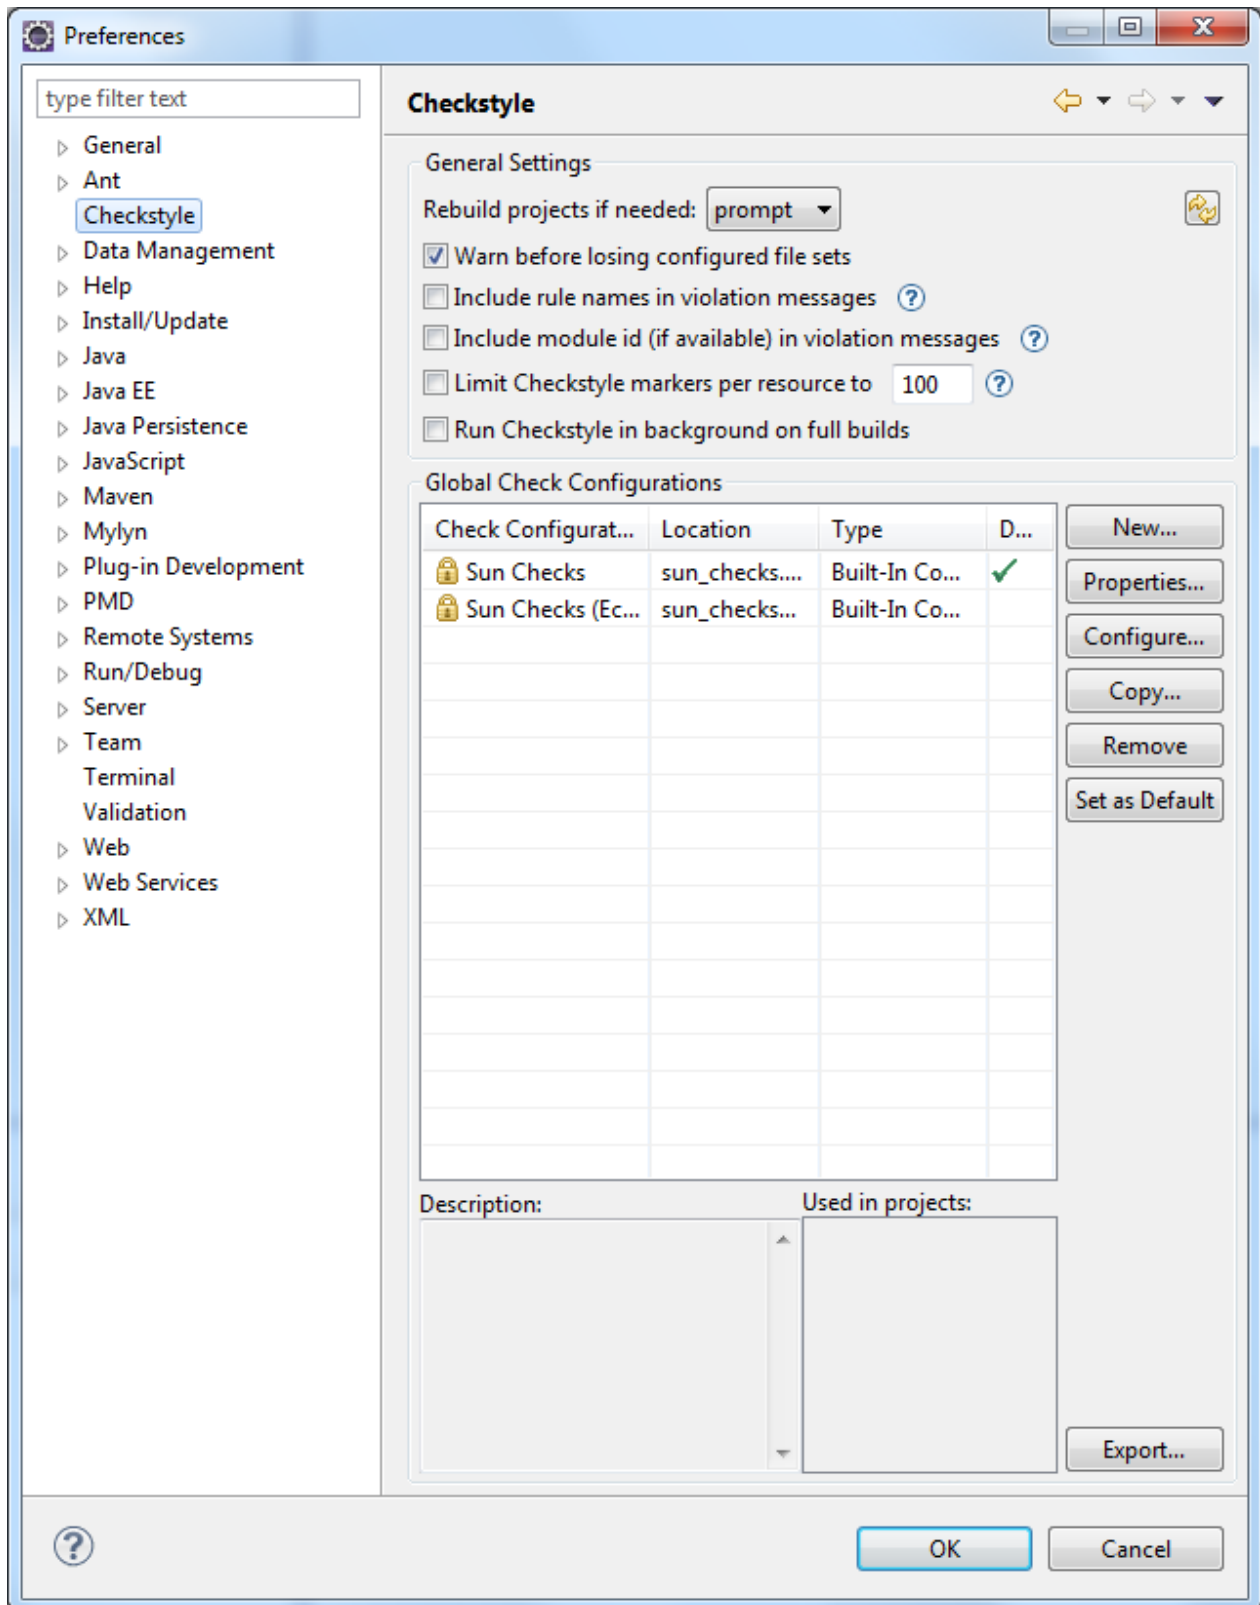 Preferences
type filter text
General
Ant
Checkstyle
Data Management
Help
Install/Update
Java
Java EE
Java Persistence
JavaScript
Maven
Mylyn
Plug-in Development
PMD
Remote Systems
Run/Debug
Server
Team
Terminal
Validation
Web
Web Services
XML
Checkstyle
General Settings
Rebuild projects if needed: prompt
Warn before losing configured file sets
Include rule names in violation messages
Include module id (if available) in violation messages
Limit Checkstyle markers per resource to 100
Run Checkstyle in background on full builds
Global Check Configurations
Check Configurat... Location Type D...
Sun Checks sun_checks.... Built-In Co...
Sun Checks (Ec... sun_checks... Built-In Co...
New...
Properties...
Configure...
Copy...
Remove
Set as Default
Description: Used in projects:
Export...
OK Cancel